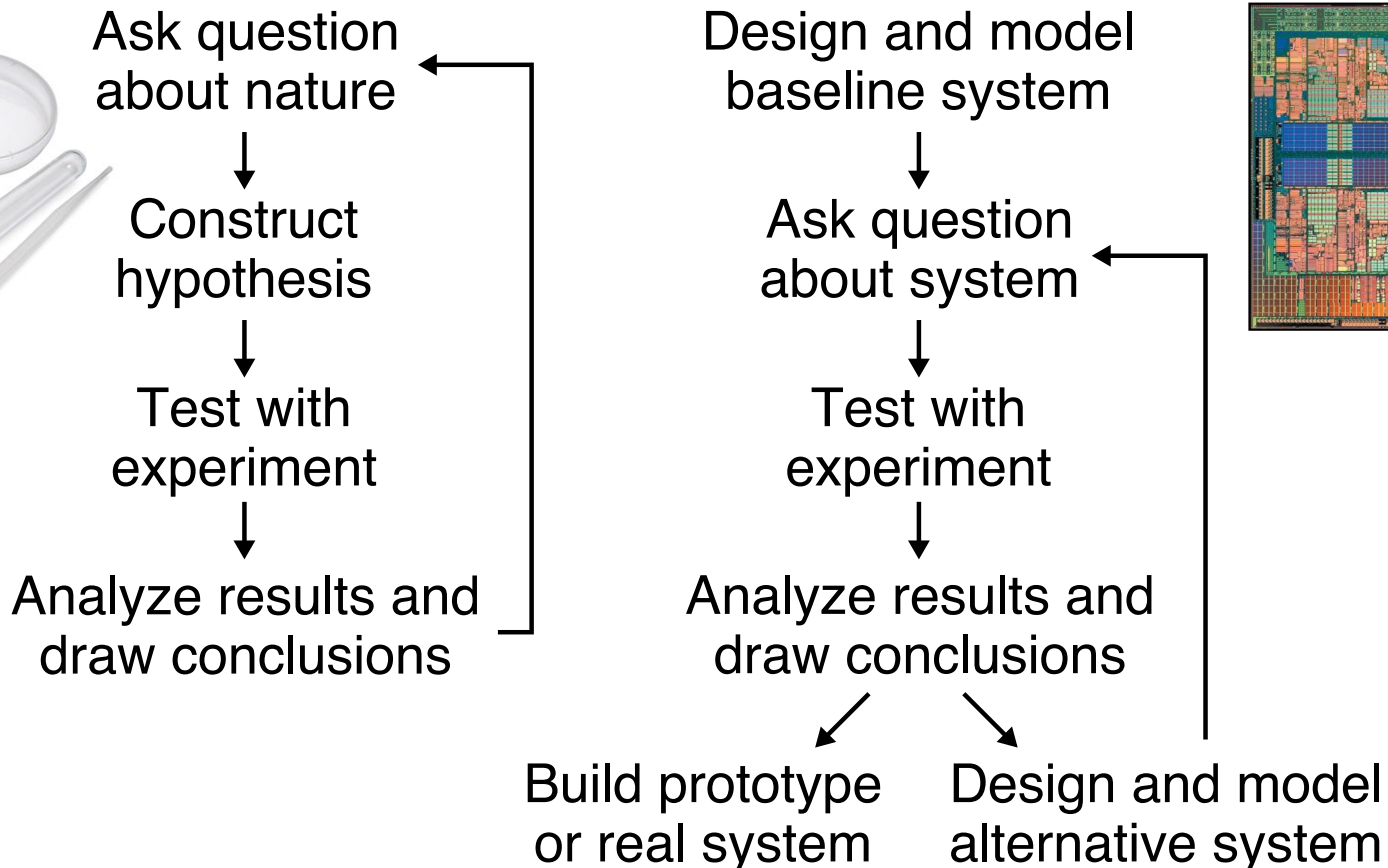 Ask question
about nature
Construct
hypothesis
Test with
experiment
Analyze results and
draw conclusions
Design and model
baseline system
Ask question
about system
Test with
experiment
Analyze results and
draw conclusions
Build prototype
or real system
Design and model
alternative system